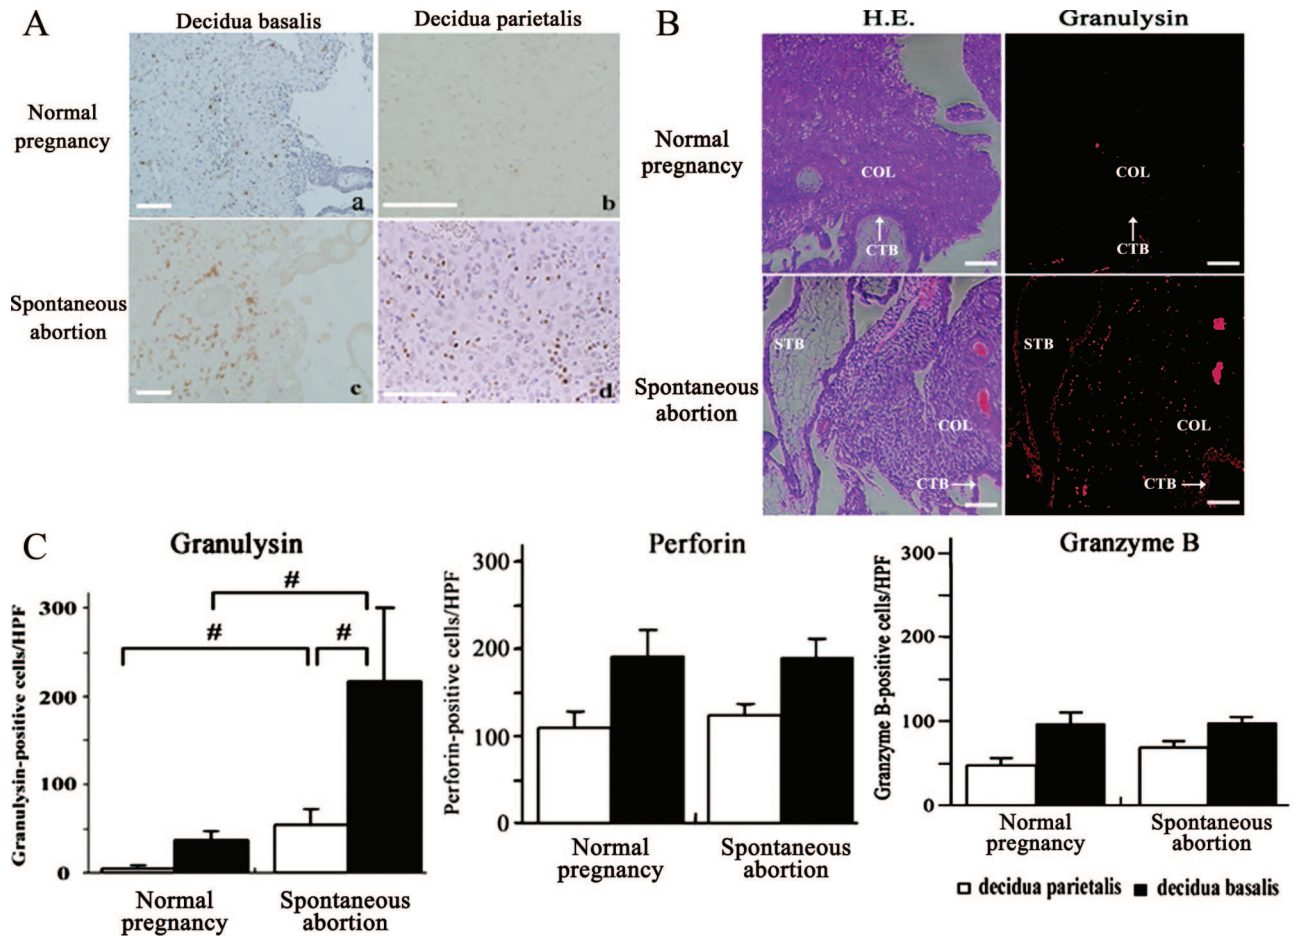 A
Decidua basalis
Decidua parietalis
Normal
pregnancy
a
b
Spontaneous
abortion
c
d
B
H.E.
Granulysin
Normal
pregnancy
COL
CTB
COL
CTB
Spontaneous
abortion
STB
COL
CTB
STB
COL
CTB
C
Granulysin
Granulysin-positive cells/HPF
300
200
100
0
#
#
#
Normal
pregnancy
Spontaneous
abortion
Perforin
Perforin-positive cells/HPF
300
200
100
0
Normal
pregnancy
Spontaneous
abortion
Granzyme B
Granzyme B-positive cells/HPF
300
200
100
0
Normal
pregnancy
Spontaneous
abortion
decidua parietalis
decidua basalis